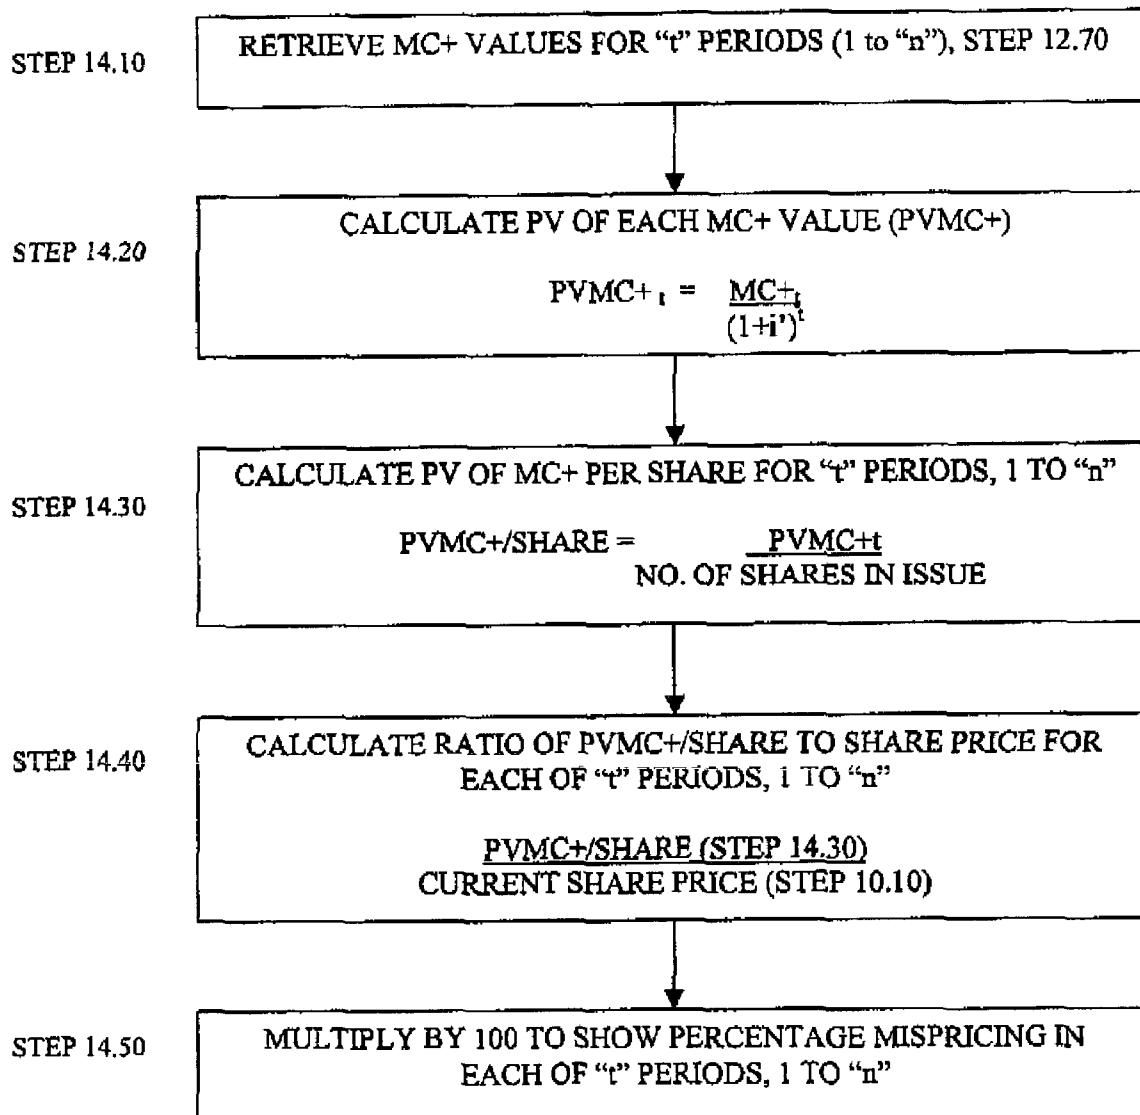 STEP 14.10
RETRIEVE MC+ VALUES FOR “t” PERIODS (1 to “n”), STEP 12.70
STEP 14.20
CALCULATE PV OF EACH MC+ VALUE (PVMC+)
PVMC+ t = MC+t
(1+i’)^t
STEP 14.30
CALCULATE PV OF MC+ PER SHARE FOR “t” PERIODS, 1 TO “n”
PVMC+/SHARE = PVMC+t
NO. OF SHARES IN ISSUE
STEP 14.40
CALCULATE RATIO OF PVMC+/SHARE TO SHARE PRICE FOR
EACH OF “t” PERIODS, 1 TO “n”
PVMC+/SHARE (STEP 14.30)
CURRENT SHARE PRICE (STEP 10.10)
STEP 14.50
MULTIPLY BY 100 TO SHOW PERCENTAGE MISPRICING IN
EACH OF “t” PERIODS, 1 TO “n”